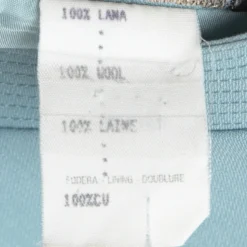 100% LANA
100% WOOL
100% LAINE
FODERA - LINING - DOUBLURE
100%CU